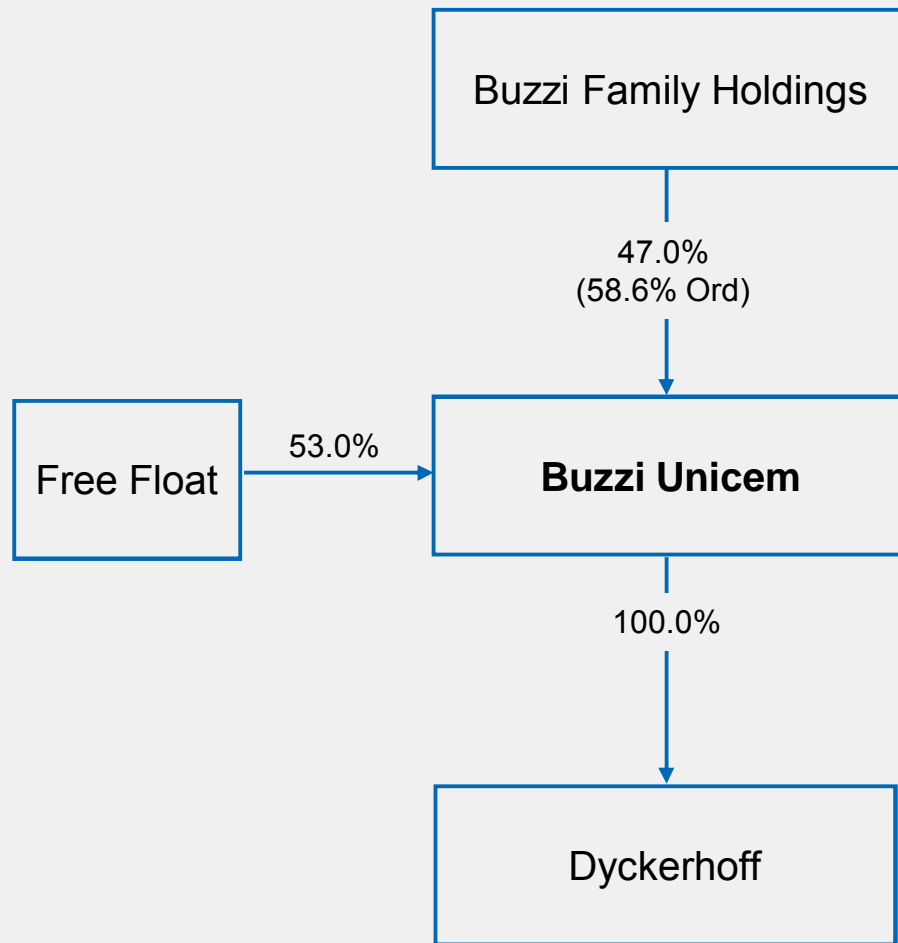 Buzzi Family Holdings
47.0%
(58.6% Ord)
53.0%
Free Float
Buzzi Unicem
100.0%
Dyckerhoff